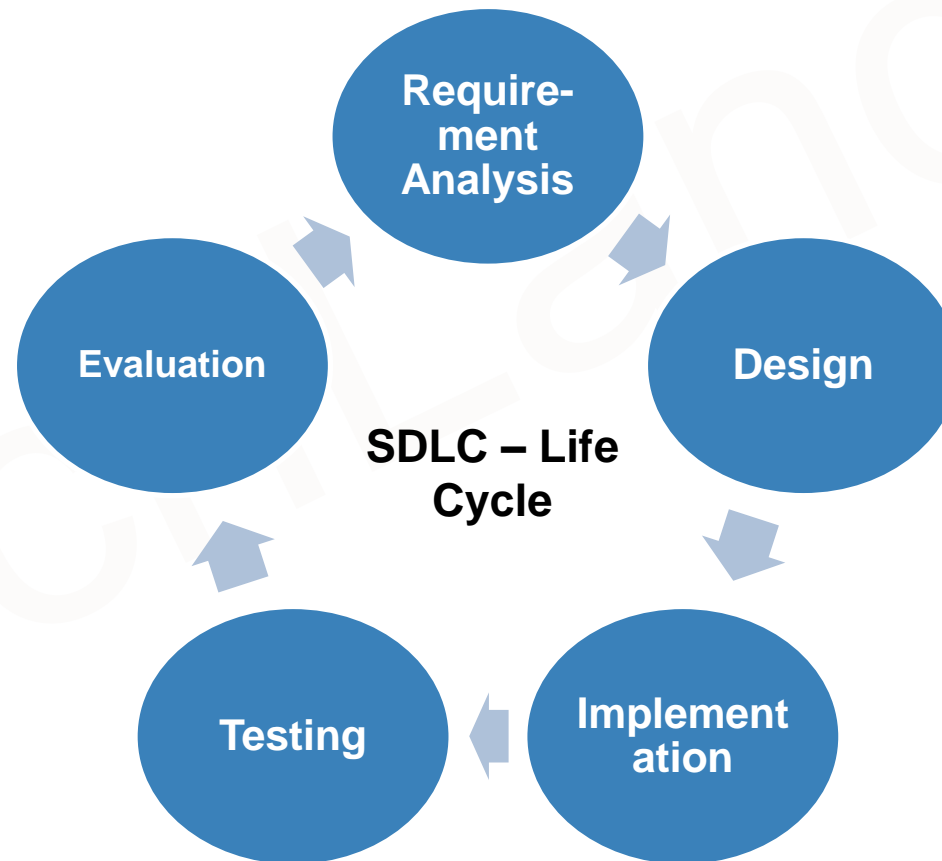 Require-
ment
Analysis
Design
Implement
ation
Testing
Evaluation
SDLC – Life
Cycle